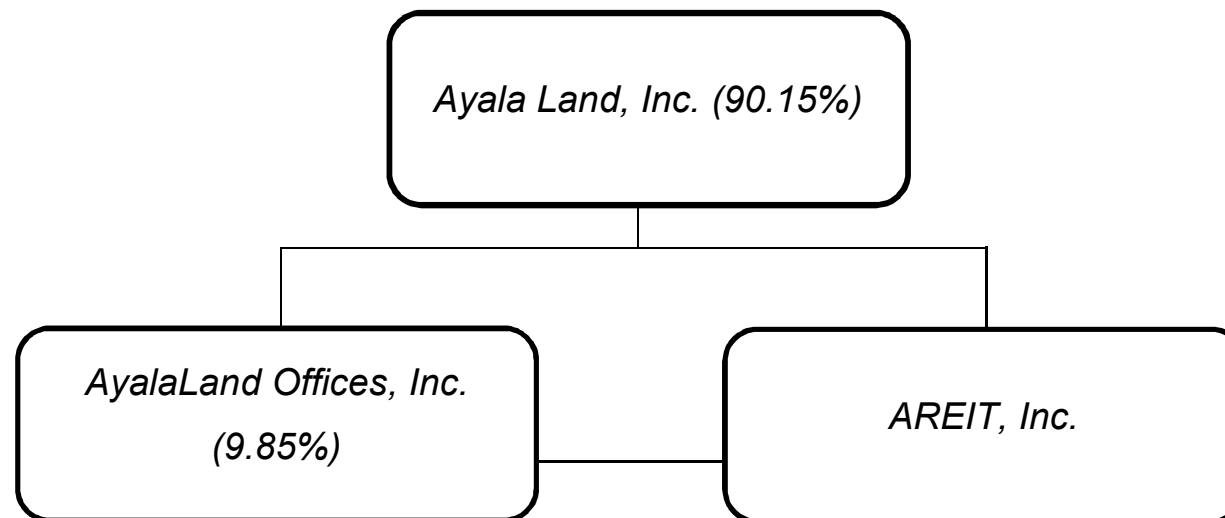 Ayala Land, Inc. (90.15%)
AyalaLand Offices, Inc.
(9.85%)
AREIT, Inc.